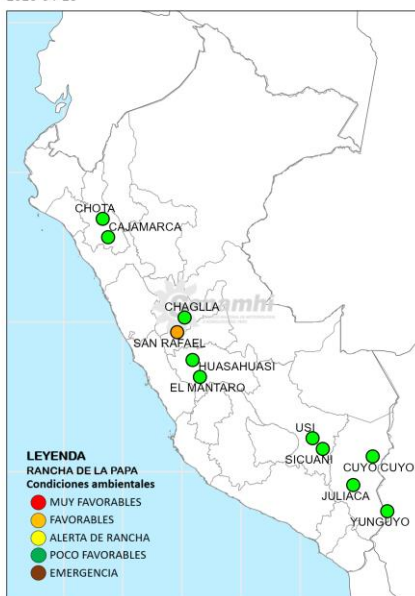 CHOTA
CAJAMARCA
CHAGLLA
SAN RAFAEL
HUASAHUASI
EL MANTARO
USI
SICUANI
CUYO CUYO
JULIACA
YUNGUYO
LEYENDA
RANCHA DE LA PAPA
Condiciones ambientales
MUY FAVORABLES
FAVORABLES
ALERTA DE RANCHA
POCO FAVORABLES
EMERGENCIA